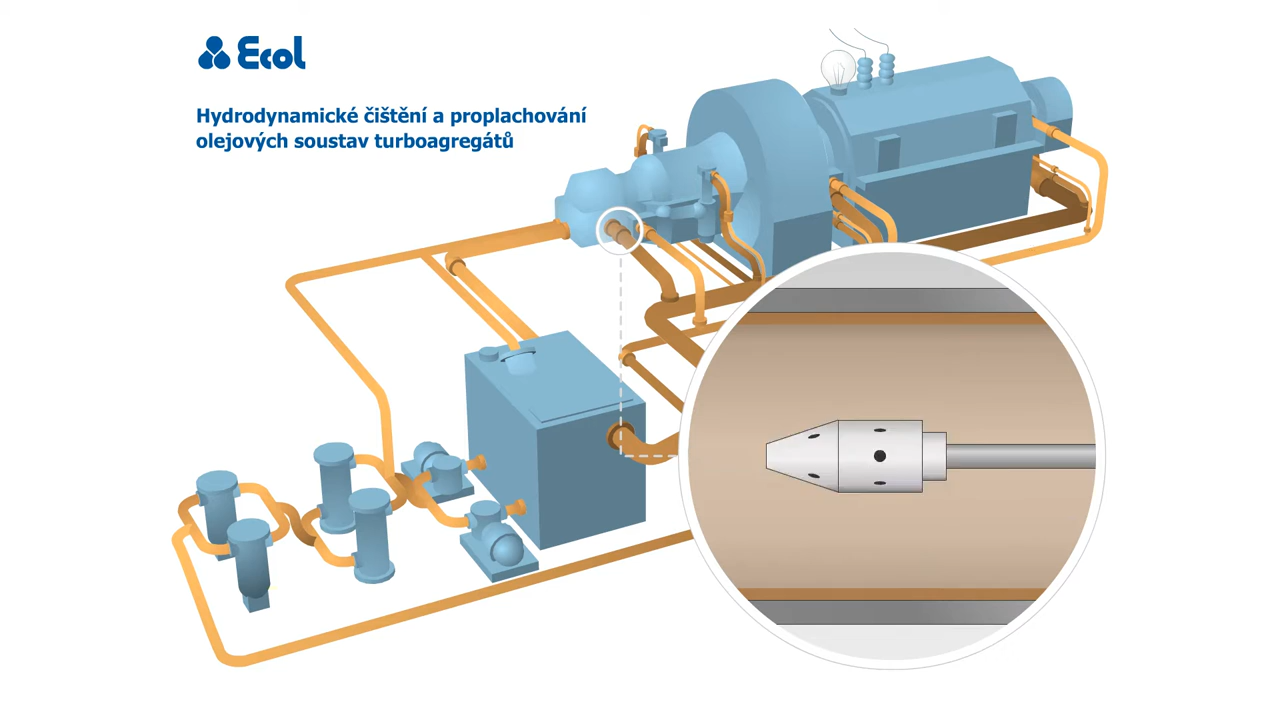 Ecol
Hydrodynamické čištění a proplachování
olejových soustav turboagregátů